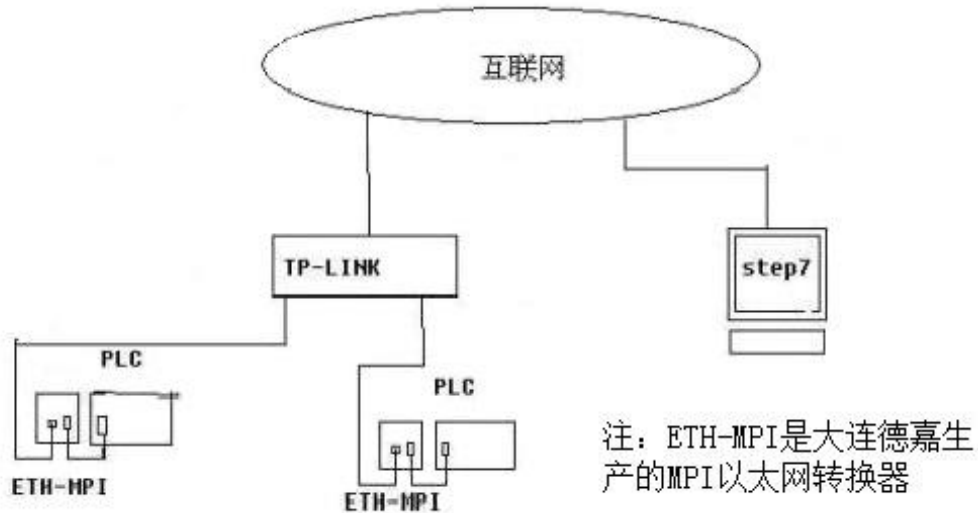 互联网
TP-LINK
step7
PLC
PLC
ETH-MPI
ETH-MPI
注：ETH-MPI是大连德嘉生
产的MPI以太网转换器